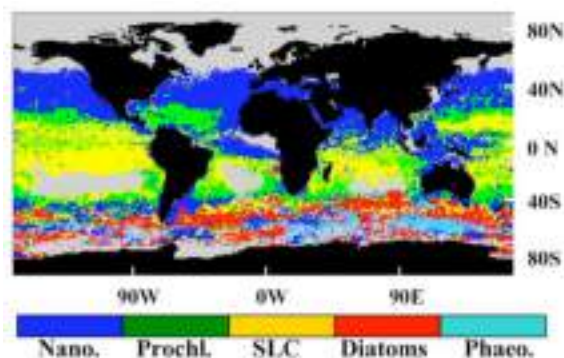 80N
40N
0 N
40S
80S
90W 0W 90E
Nano. Prochl. SLC Diatoms Phaeo.